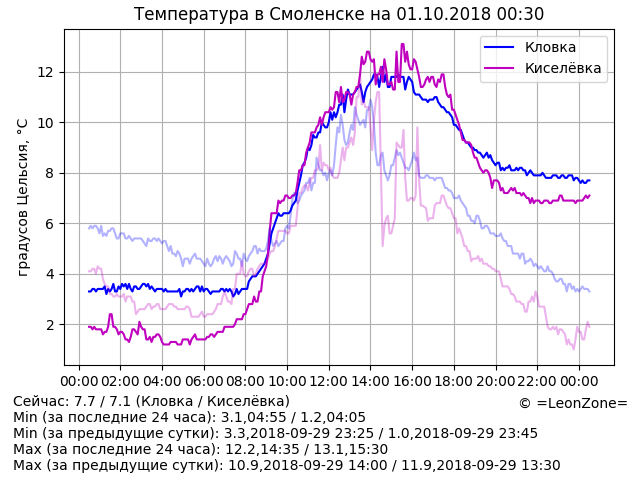 Температура в Смоленске на 01.10.2018 00:30
Кловка
Киселёвка
градусов Цельсия, °C
12
10
8
6
4
2
00:00 02:00 04:00 06:00 08:00 10:00 12:00 14:00 16:00 18:00 20:00 22:00 00:00
Сейчас: 7.7 / 7.1 (Кловка / Киселёвка)
© =LeonZone=
Min (за последние 24 часа): 3.1,04:55 / 1.2,04:05
Min (за предыдущие сутки): 3.3,2018-09-29 23:25 / 1.0,2018-09-29 23:45
Max (за последние 24 часа): 12.2,14:35 / 13.1,15:30
Max (за предыдущие сутки): 10.9,2018-09-29 14:00 / 11.9,2018-09-29 13:30